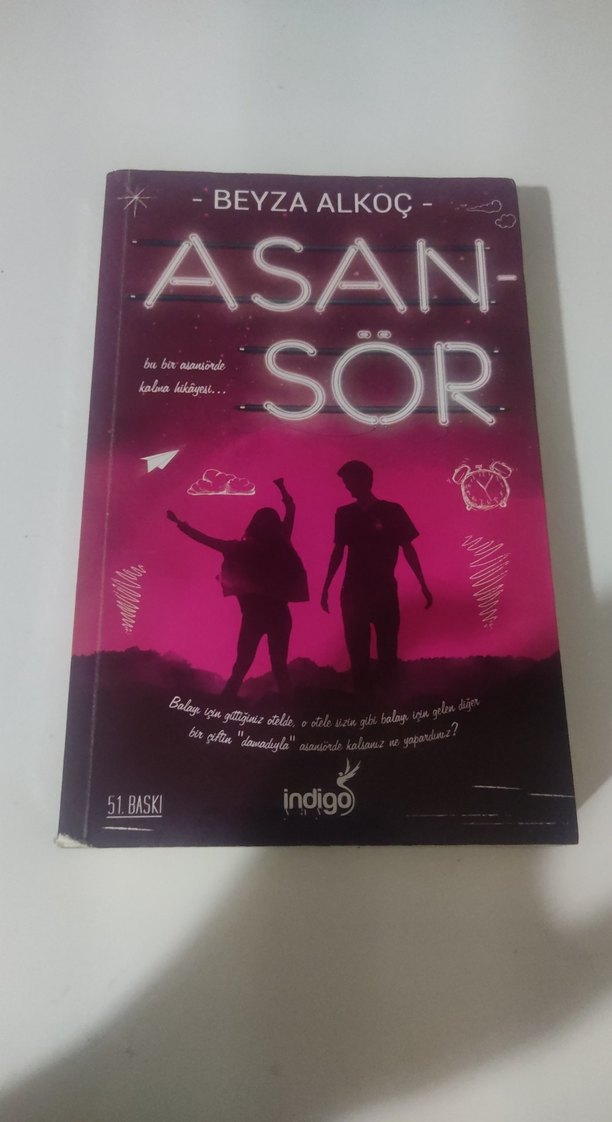 - BEYZA ALKOÇ -
ASAN-
SÖR
bu bir asansörde
kalma hikâyesi...
Balayı için gittiğiniz otelde, o otele sizin gibi balayı için gelen diğer
bir çiftin "damadıyla" asansörde kalsanız ne yapardınız?
51. BASKI
indigo